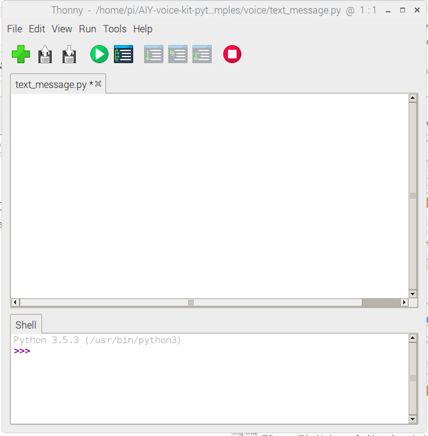 Thonny - /home/pi/AIY-voice-kit-pyt...mples/voice/text_message.py @ 1 : 1
File Edit View Run Tools Help
text_message.py *
Shell
Python 3.5.3 (/usr/bin/python3)
>>>